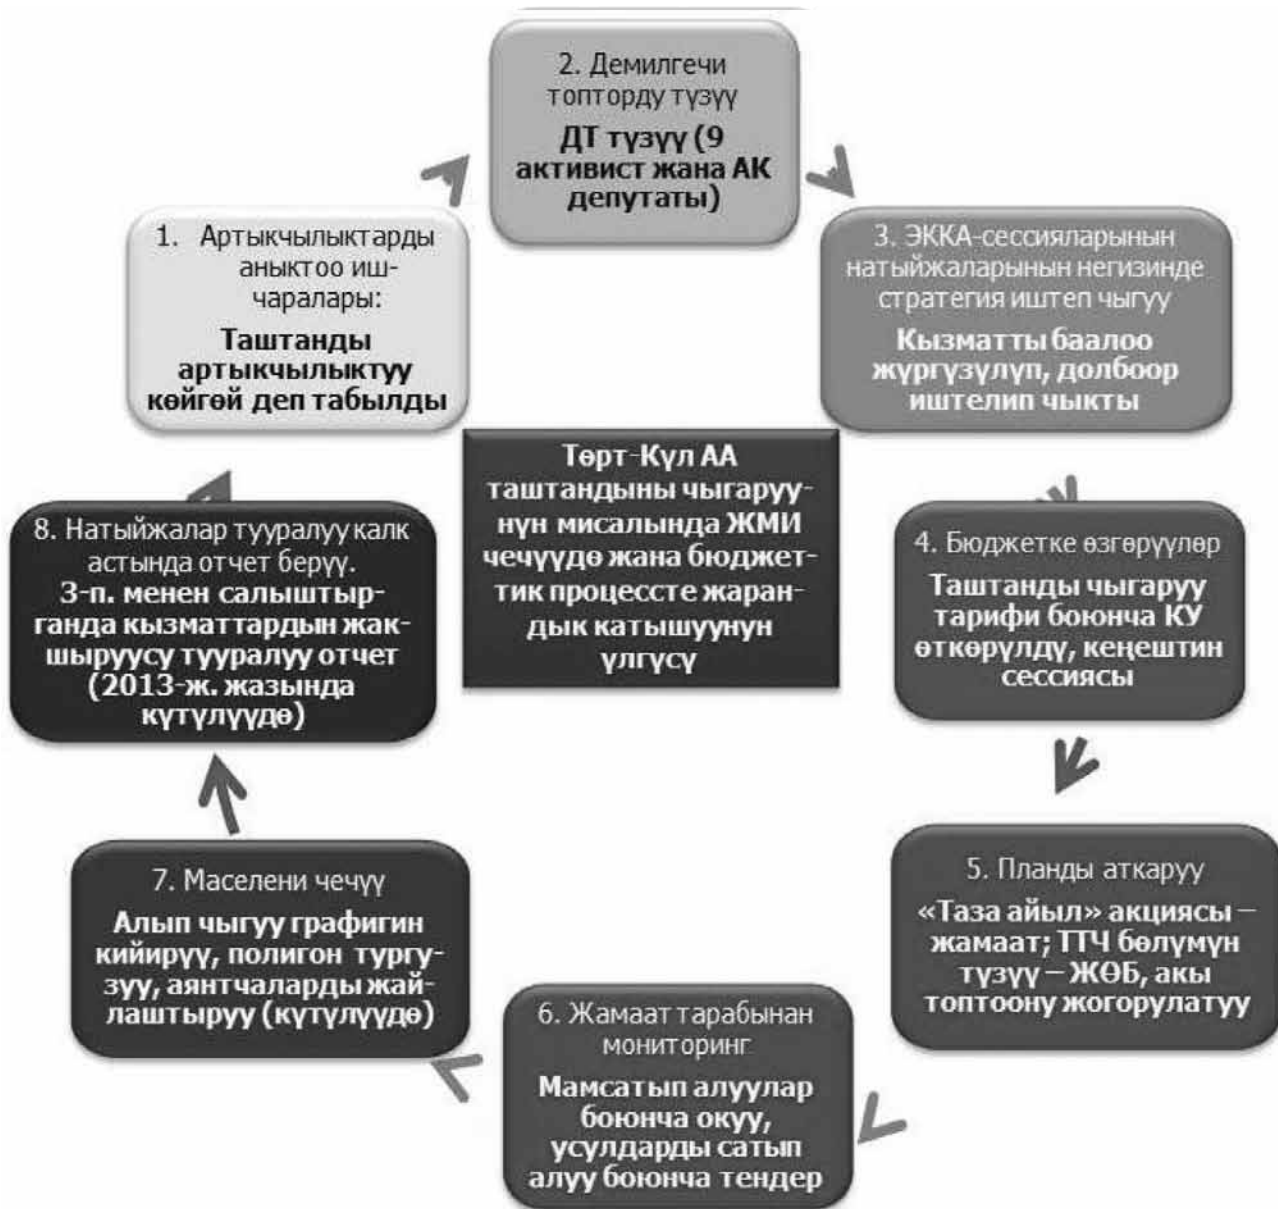 2. Демилгечи
топторду түзүү
ДТ түзүү (9
активист жана АК
депутаты)
1. Артыкчылыктарды
аныктоо иш-
чаралары:
Таштанды
артыкчылыктуу
көйгөй деп табылды
3. ЭККА-сессияларынын
натыйжаларынын негизинде
стратегия иштеп чыгуу
Кызматты баалоо
жүргүзүлүп, долбоор
иштелип чыкты
Төрт-Күл АА
таштандыны чыгаруу-
нүн мисалында ЖМИ
чечүүдө жана бюджет-
тик процессте жаран-
дык катышуунун
үлгүсү
8. Натыйжалар тууралуу калк
астында отчет берүү.
3-п. менен салыштыр-
ганда кызматтардын жак-
шыруусу тууралуу отчет
(2013-ж. жазында
күтүлүүдө)
4. Бюджетке өзгөрүүлөр
Таштанды чыгаруу
тарифи боюнча КУ
өткөрүлдү, кеңештин
сессиясы
7. Маселени чечүү
Алып чыгуу графигин
кийирүү, полигон тургу-
зуу, аянтчаларды жай-
лаштыруу (күтүлүүдө)
5. Планды аткаруу
«Таза айыл» акциясы –
жамаат; ТТЧ бөлүмүн
түзүү – ЖӨБ, акы
топтоону жогорулатуу
6. Жамаат тарабынан
мониторинг
Мамсатып алуулар
боюнча окуу,
усулдарды сатып
алуу боюнча тендер